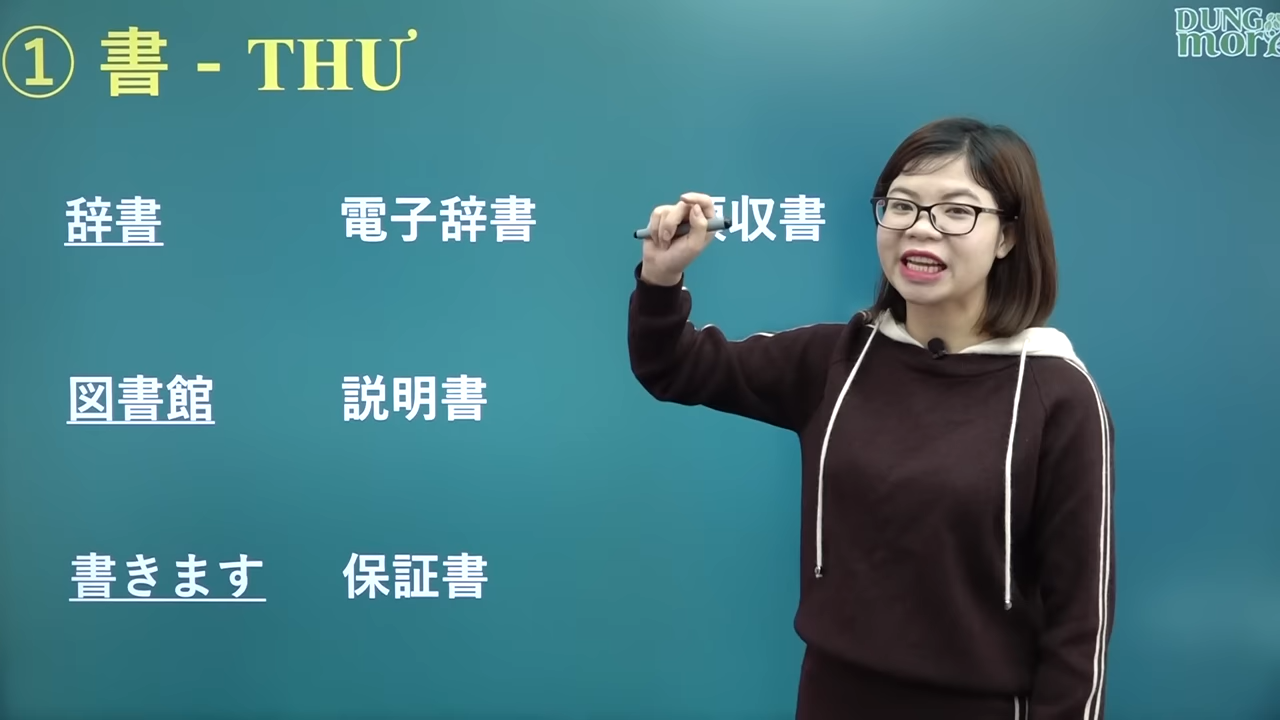 ① 書 - THƯ
DUNG
mori
辞書 電子辞書 収書
図書館 説明書
書きます 保証書